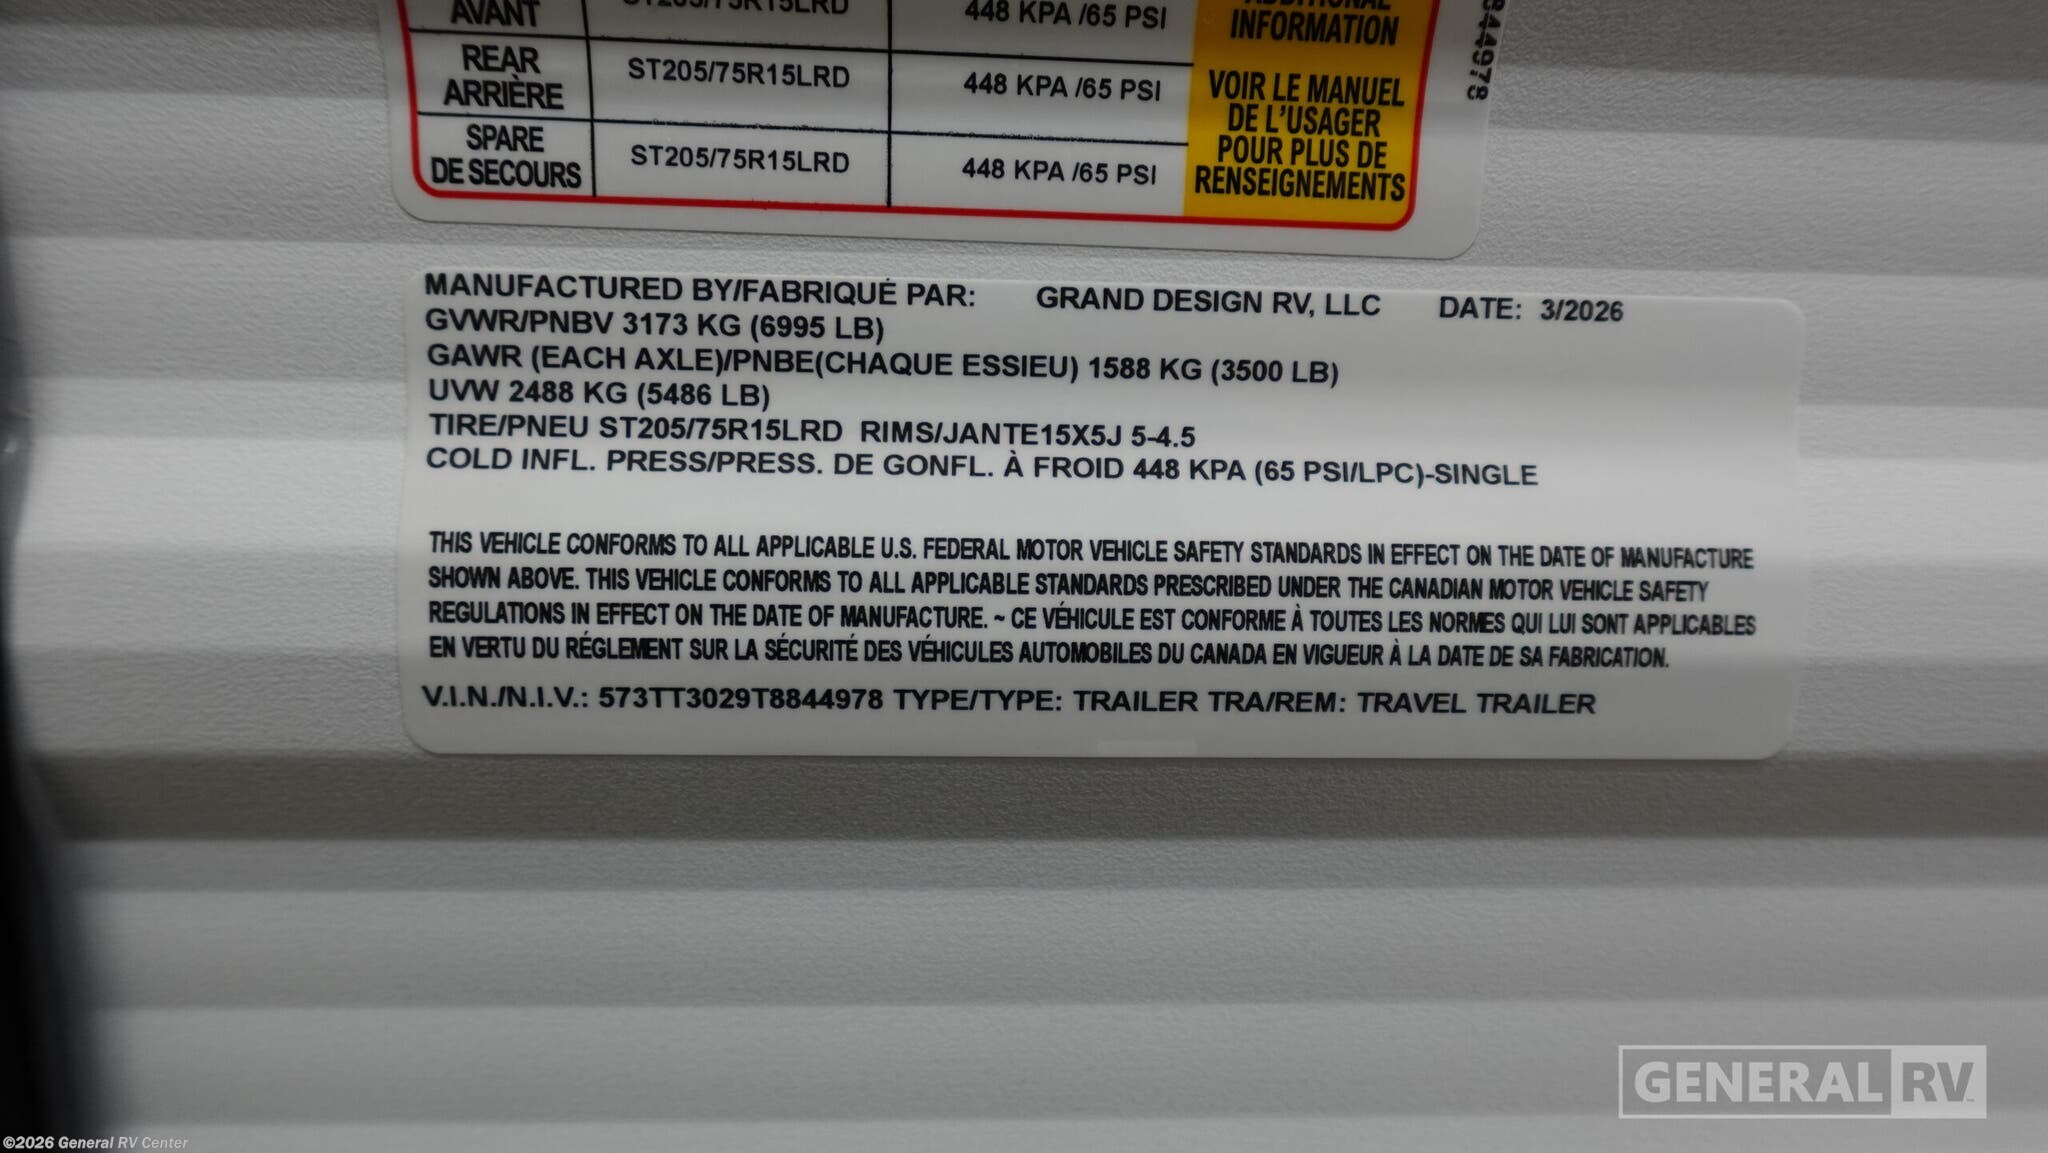 AVANT ST205/75R15LRD 448 KPA /65 PSI
ADDITIONAL
INFORMATION
REAR
ARRIÈRE ST205/75R15LRD 448 KPA /65 PSI
SPARE
DE SECOURS ST205/75R15LRD 448 KPA /65 PSI
VOIR LE MANUEL
DE L'USAGER
POUR PLUS DE
RENSEIGNEMENTS
844978
MANUFACTURED BY/FABRIQUÉ PAR: GRAND DESIGN RV, LLC DATE: 3/2026
GVWR/PNBV 3173 KG (6995 LB)
GAWR (EACH AXLE)/PNBE(CHAQUE ESSIEU) 1588 KG (3500 LB)
UVW 2488 KG (5486 LB)
TIRE/PNEU ST205/75R15LRD RIMS/JANTE15X5J 5-4.5
COLD INFL. PRESS/PRESS. DE GONFL. À FROID 448 KPA (65 PSI/LPC)-SINGLE
THIS VEHICLE CONFORMS TO ALL APPLICABLE U.S. FEDERAL MOTOR VEHICLE SAFETY STANDARDS IN EFFECT ON THE DATE OF MANUFACTURE
SHOWN ABOVE. THIS VEHICLE CONFORMS TO ALL APPLICABLE STANDARDS PRESCRIBED UNDER THE CANADIAN MOTOR VEHICLE SAFETY
REGULATIONS IN EFFECT ON THE DATE OF MANUFACTURE. ~ CE VÉHICULE EST CONFORME À TOUTES LES NORMES QUI LUI SONT APPLICABLES
EN VERTU DU RÉGLEMENT SUR LA SÉCURITÉ DES VÉHICULES AUTOMOBILES DU CANADA EN VIGUEUR À LA DATE DE SA FABRICATION.
V.I.N./N.I.V.: 573TT3029T8844978 TYPE/TYPE: TRAILER TRA/REM: TRAVEL TRAILER
GENERAL RV
©2026 General RV Center